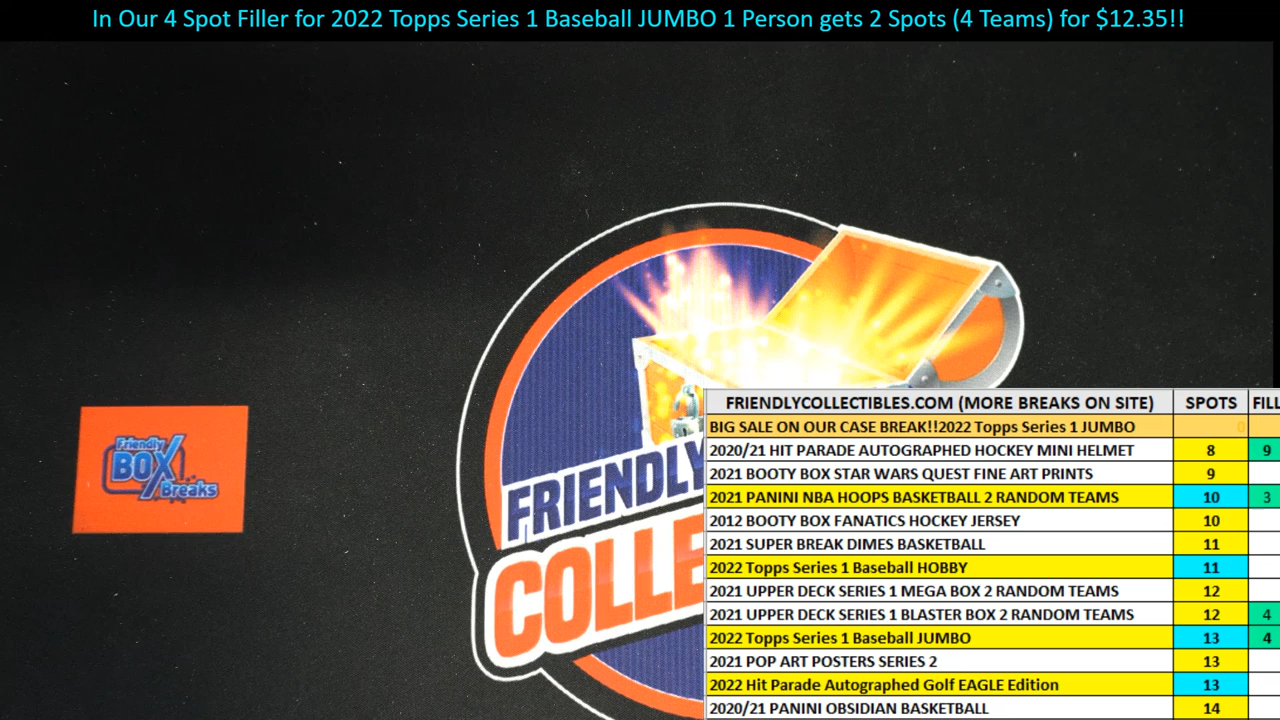 In Our 4 Spot Filler for 2022 Topps Series 1 Baseball JUMBO 1 Person gets 2 Spots (4 Teams) for $12.35!!
Friendly
BOX
Breaks
FRIENDLY
COLLE
FRIENDLYCOLLECTIBLES.COM (MORE BREAKS ON SITE) SPOTS FILL
BIG SALE ON OUR CASE BREAK!!2022 Topps Series 1 JUMBO 0
2020/21 HIT PARADE AUTOGRAPHED HOCKEY MINI HELMET 8 9
2021 BOOTY BOX STAR WARS QUEST FINE ART PRINTS 9
2021 PANINI NBA HOOPS BASKETBALL 2 RANDOM TEAMS 10 3
2012 BOOTY BOX FANATICS HOCKEY JERSEY 10
2021 SUPER BREAK DIMES BASKETBALL 11
2022 Topps Series 1 Baseball HOBBY 11
2021 UPPER DECK SERIES 1 MEGA BOX 2 RANDOM TEAMS 12
2021 UPPER DECK SERIES 1 BLASTER BOX 2 RANDOM TEAMS 12 4
2022 Topps Series 1 Baseball JUMBO 13 4
2021 POP ART POSTERS SERIES 2 13
2022 Hit Parade Autographed Golf EAGLE Edition 13
2020/21 PANINI OBSIDIAN BASKETBALL 14